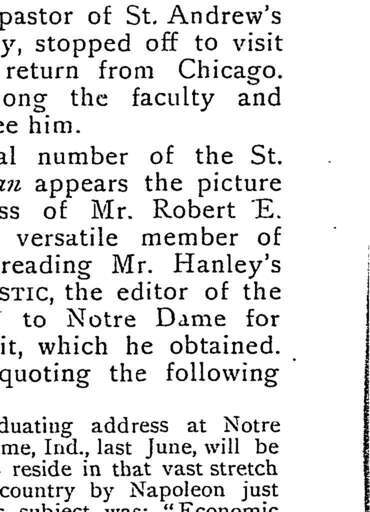 pastor of St. Andrew's
y, stopped off to visit
return from Chicago.
ong the faculty and
ee him.
al number of the St.
an appears the picture
ss of Mr. Robert E.
versatile member of
reading Mr. Hanley's
STIC, the editor of the
to Notre Dame for
it, which he obtained.
quoting the following
duating address at Notre
me, Ind., last June, will be
reside in that vast stretch
country by Napoleon just
s subject was: "Economic